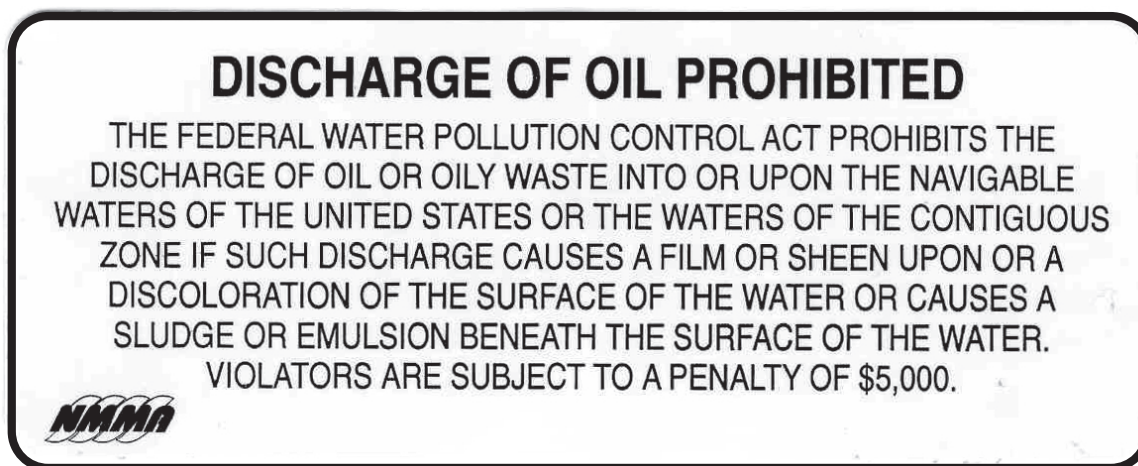 DISCHARGE OF OIL PROHIBITED
THE FEDERAL WATER POLLUTION CONTROL ACT PROHIBITS THE
DISCHARGE OF OIL OR OILY WASTE INTO OR UPON THE NAVIGABLE
WATERS OF THE UNITED STATES OR THE WATERS OF THE CONTIGUOUS
ZONE IF SUCH DISCHARGE CAUSES A FILM OR SHEEN UPON OR A
DISCOLORATION OF THE SURFACE OF THE WATER OR CAUSES A
SLUDGE OR EMULSION BENEATH THE SURFACE OF THE WATER.
VIOLATORS ARE SUBJECT TO A PENALTY OF $5,000.
NMMA